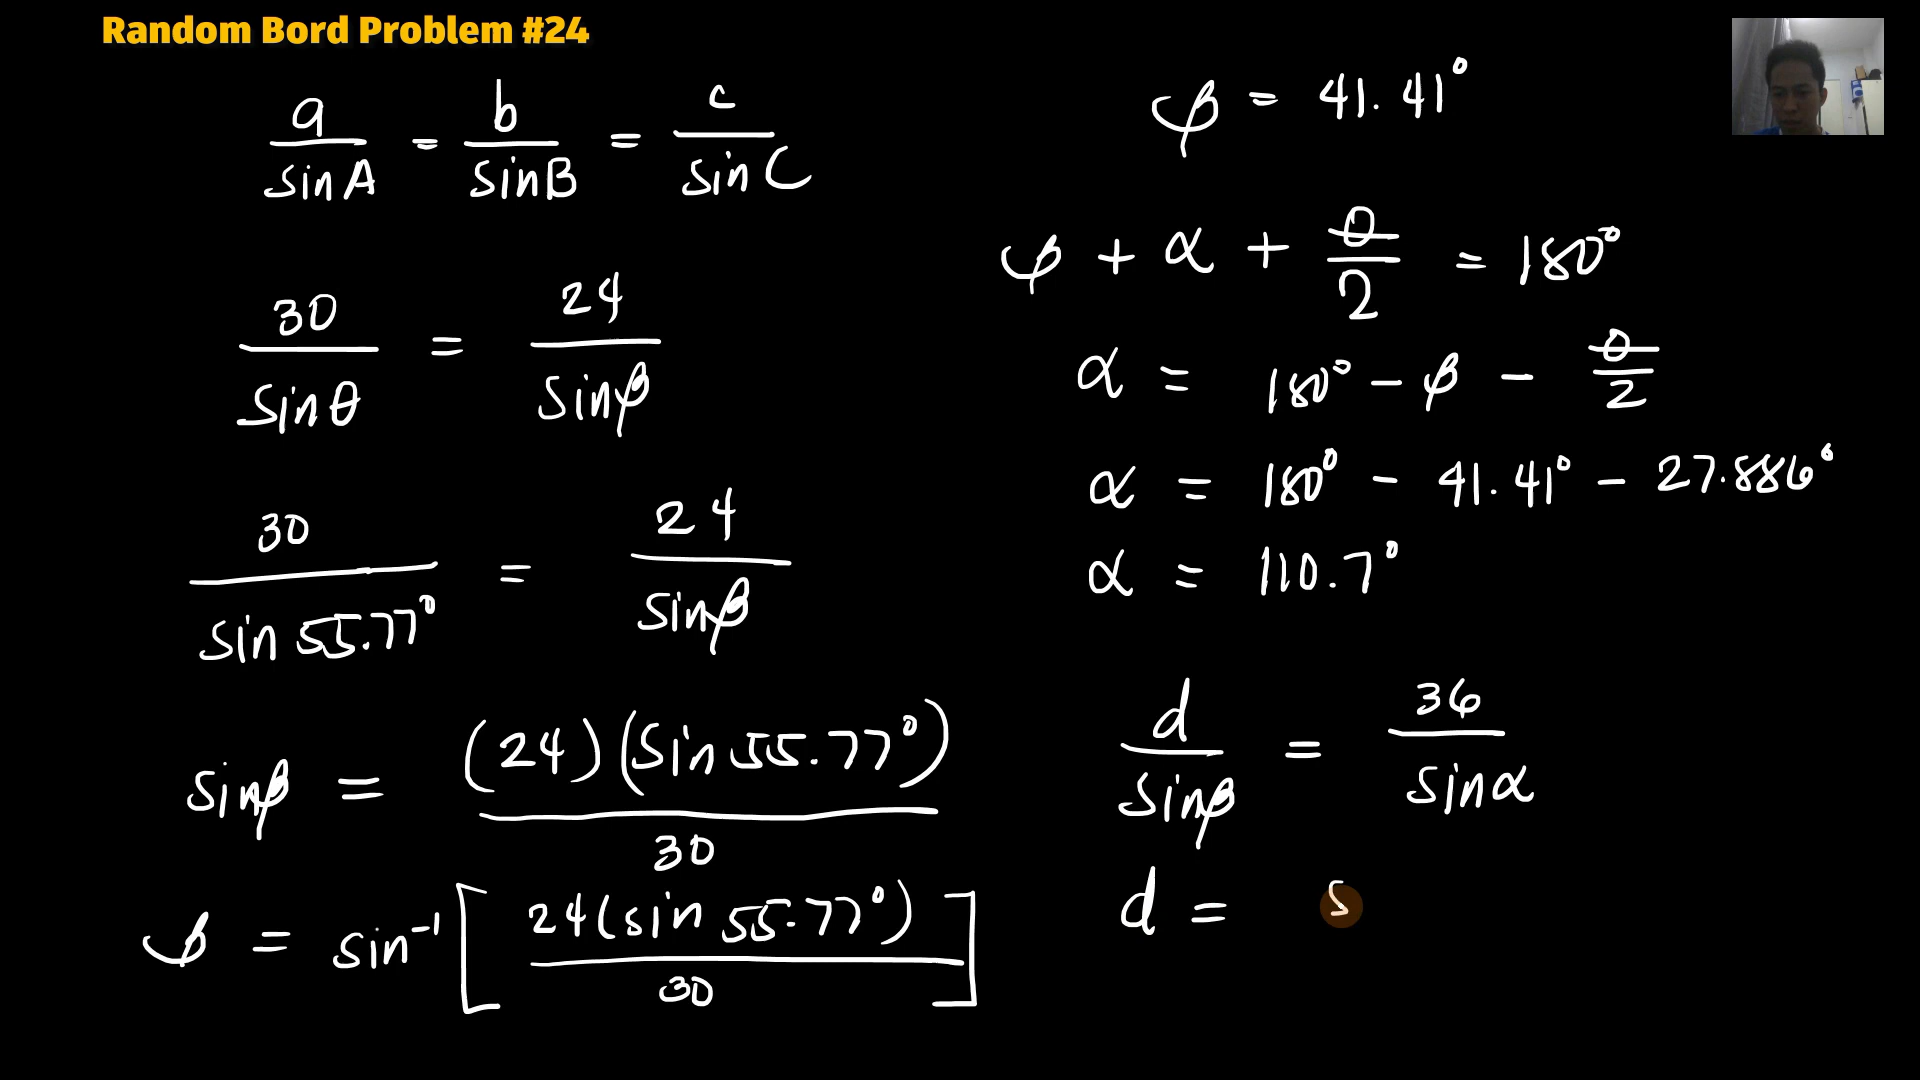 Random Bord Problem #24
a/sinA = b/sinB = c/sinC
30/sinθ = 24/sinβ
30/sin 55.77° = 24/sinβ
sinβ = (24)(sin 55.77°)/30
β = sin⁻¹[24(sin 55.77°)/30]
β = 41.41°
β + α + θ/2 = 180°
α = 180° - β - θ/2
α = 180° - 41.41° - 27.886°
α = 110.7°
d/sinβ = 36/sinα
d = s